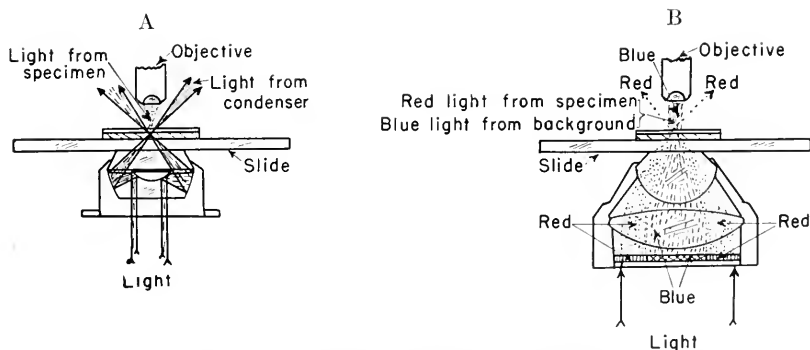 A
Objective
Light from
specimen
Light from
condenser
Slide
Light
B
Objective
Blue
Red
Red
Red light from specimen
Blue light from background
Slide
Red
Red
Blue
Light